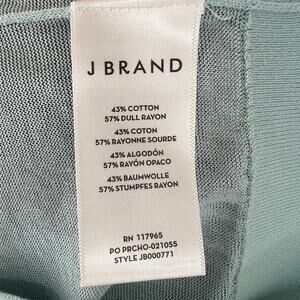 J BRAND
43% COTTON
57% DULL RAYON
43% COTON
57% RAYONNE SOURDE
43% ALGODÓN
57% RAYÓN OPACO
43% BAUMWOLLE
57% STUMPFES RAYON
RN 117965
PO PRCHO-021055
STYLE JB000771